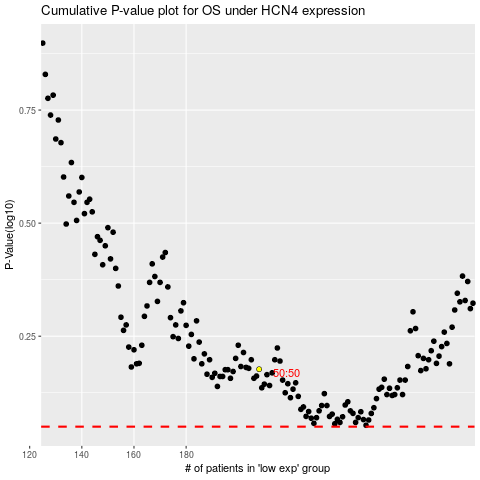 Cumulative P-value plot for OS under HCN4 expression
P-Value(log10)
0.75
0.50
0.25
50:50
120 140 160 180
# of patients in 'low exp' group